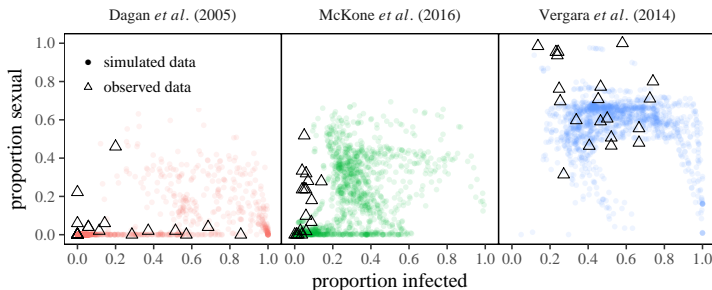 Dagan et al. (2005) McKone et al. (2016) Vergara et al. (2014)
proportion sexual
1.0
0.8
0.6
0.4
0.2
0.0
simulated data
observed data
0.0 0.2 0.4 0.6 0.8 1.0 0.0 0.2 0.4 0.6 0.8 1.0 0.0 0.2 0.4 0.6 0.8 1.0
proportion infected